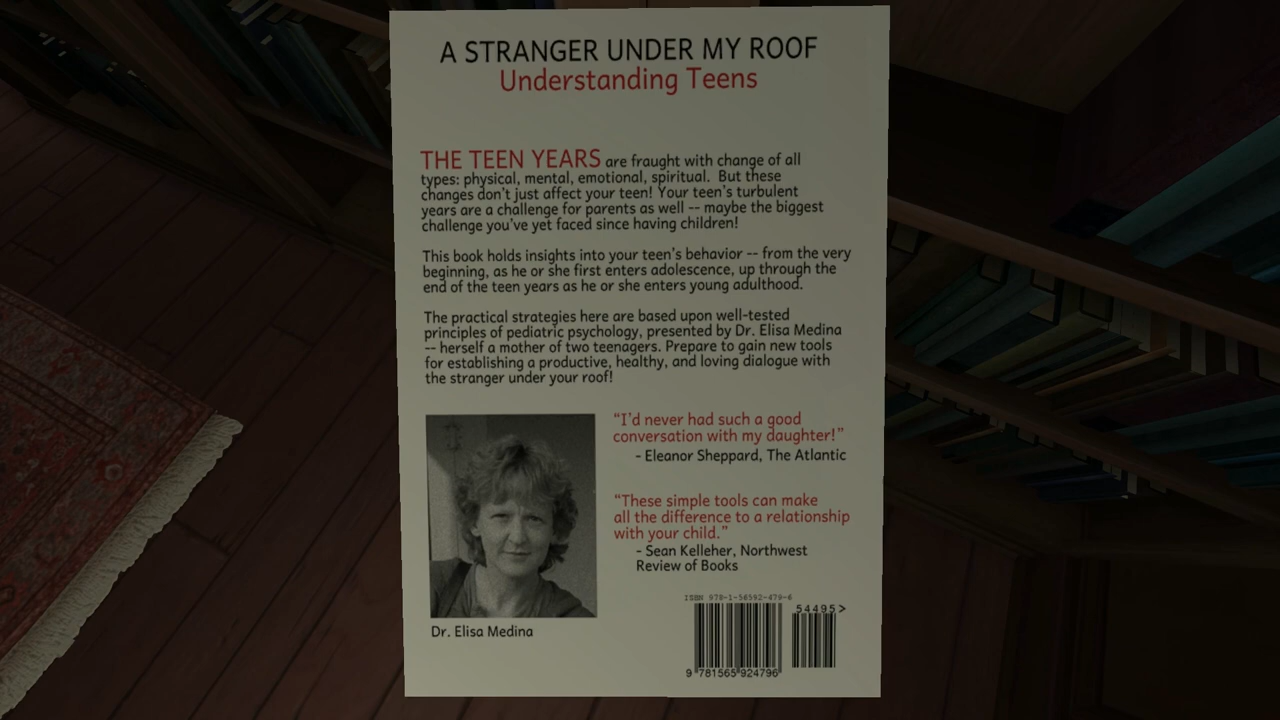 A STRANGER UNDER MY ROOF
Understanding Teens
THE TEEN YEARS are fraught with change of all
types: physical, mental, emotional, spiritual.  But these
changes don't just affect your teen! Your teen's turbulent
years are a challenge for parents as well -- maybe the biggest
challenge you've yet faced since having children!
This book holds insights into your teen's behavior -- from the very
beginning, as he or she first enters adolescence, up through the
end of the teen years as he or she enters young adulthood.
The practical strategies here are based upon well-tested
principles of pediatric psychology, presented by Dr. Elisa Medina
-- herself a mother of two teenagers. Prepare to gain new tools
for establishing a productive, healthy, and loving dialogue with
the stranger under your roof!
“I'd never had such a good
conversation with my daughter!”
- Eleanor Sheppard, The Atlantic
“These simple tools can make
all the difference to a relationship
with your child.”
- Sean Kelleher, Northwest
Review of Books
Dr. Elisa Medina
ISBN 978-1-56592-479-6
54495>
9 781565 924796